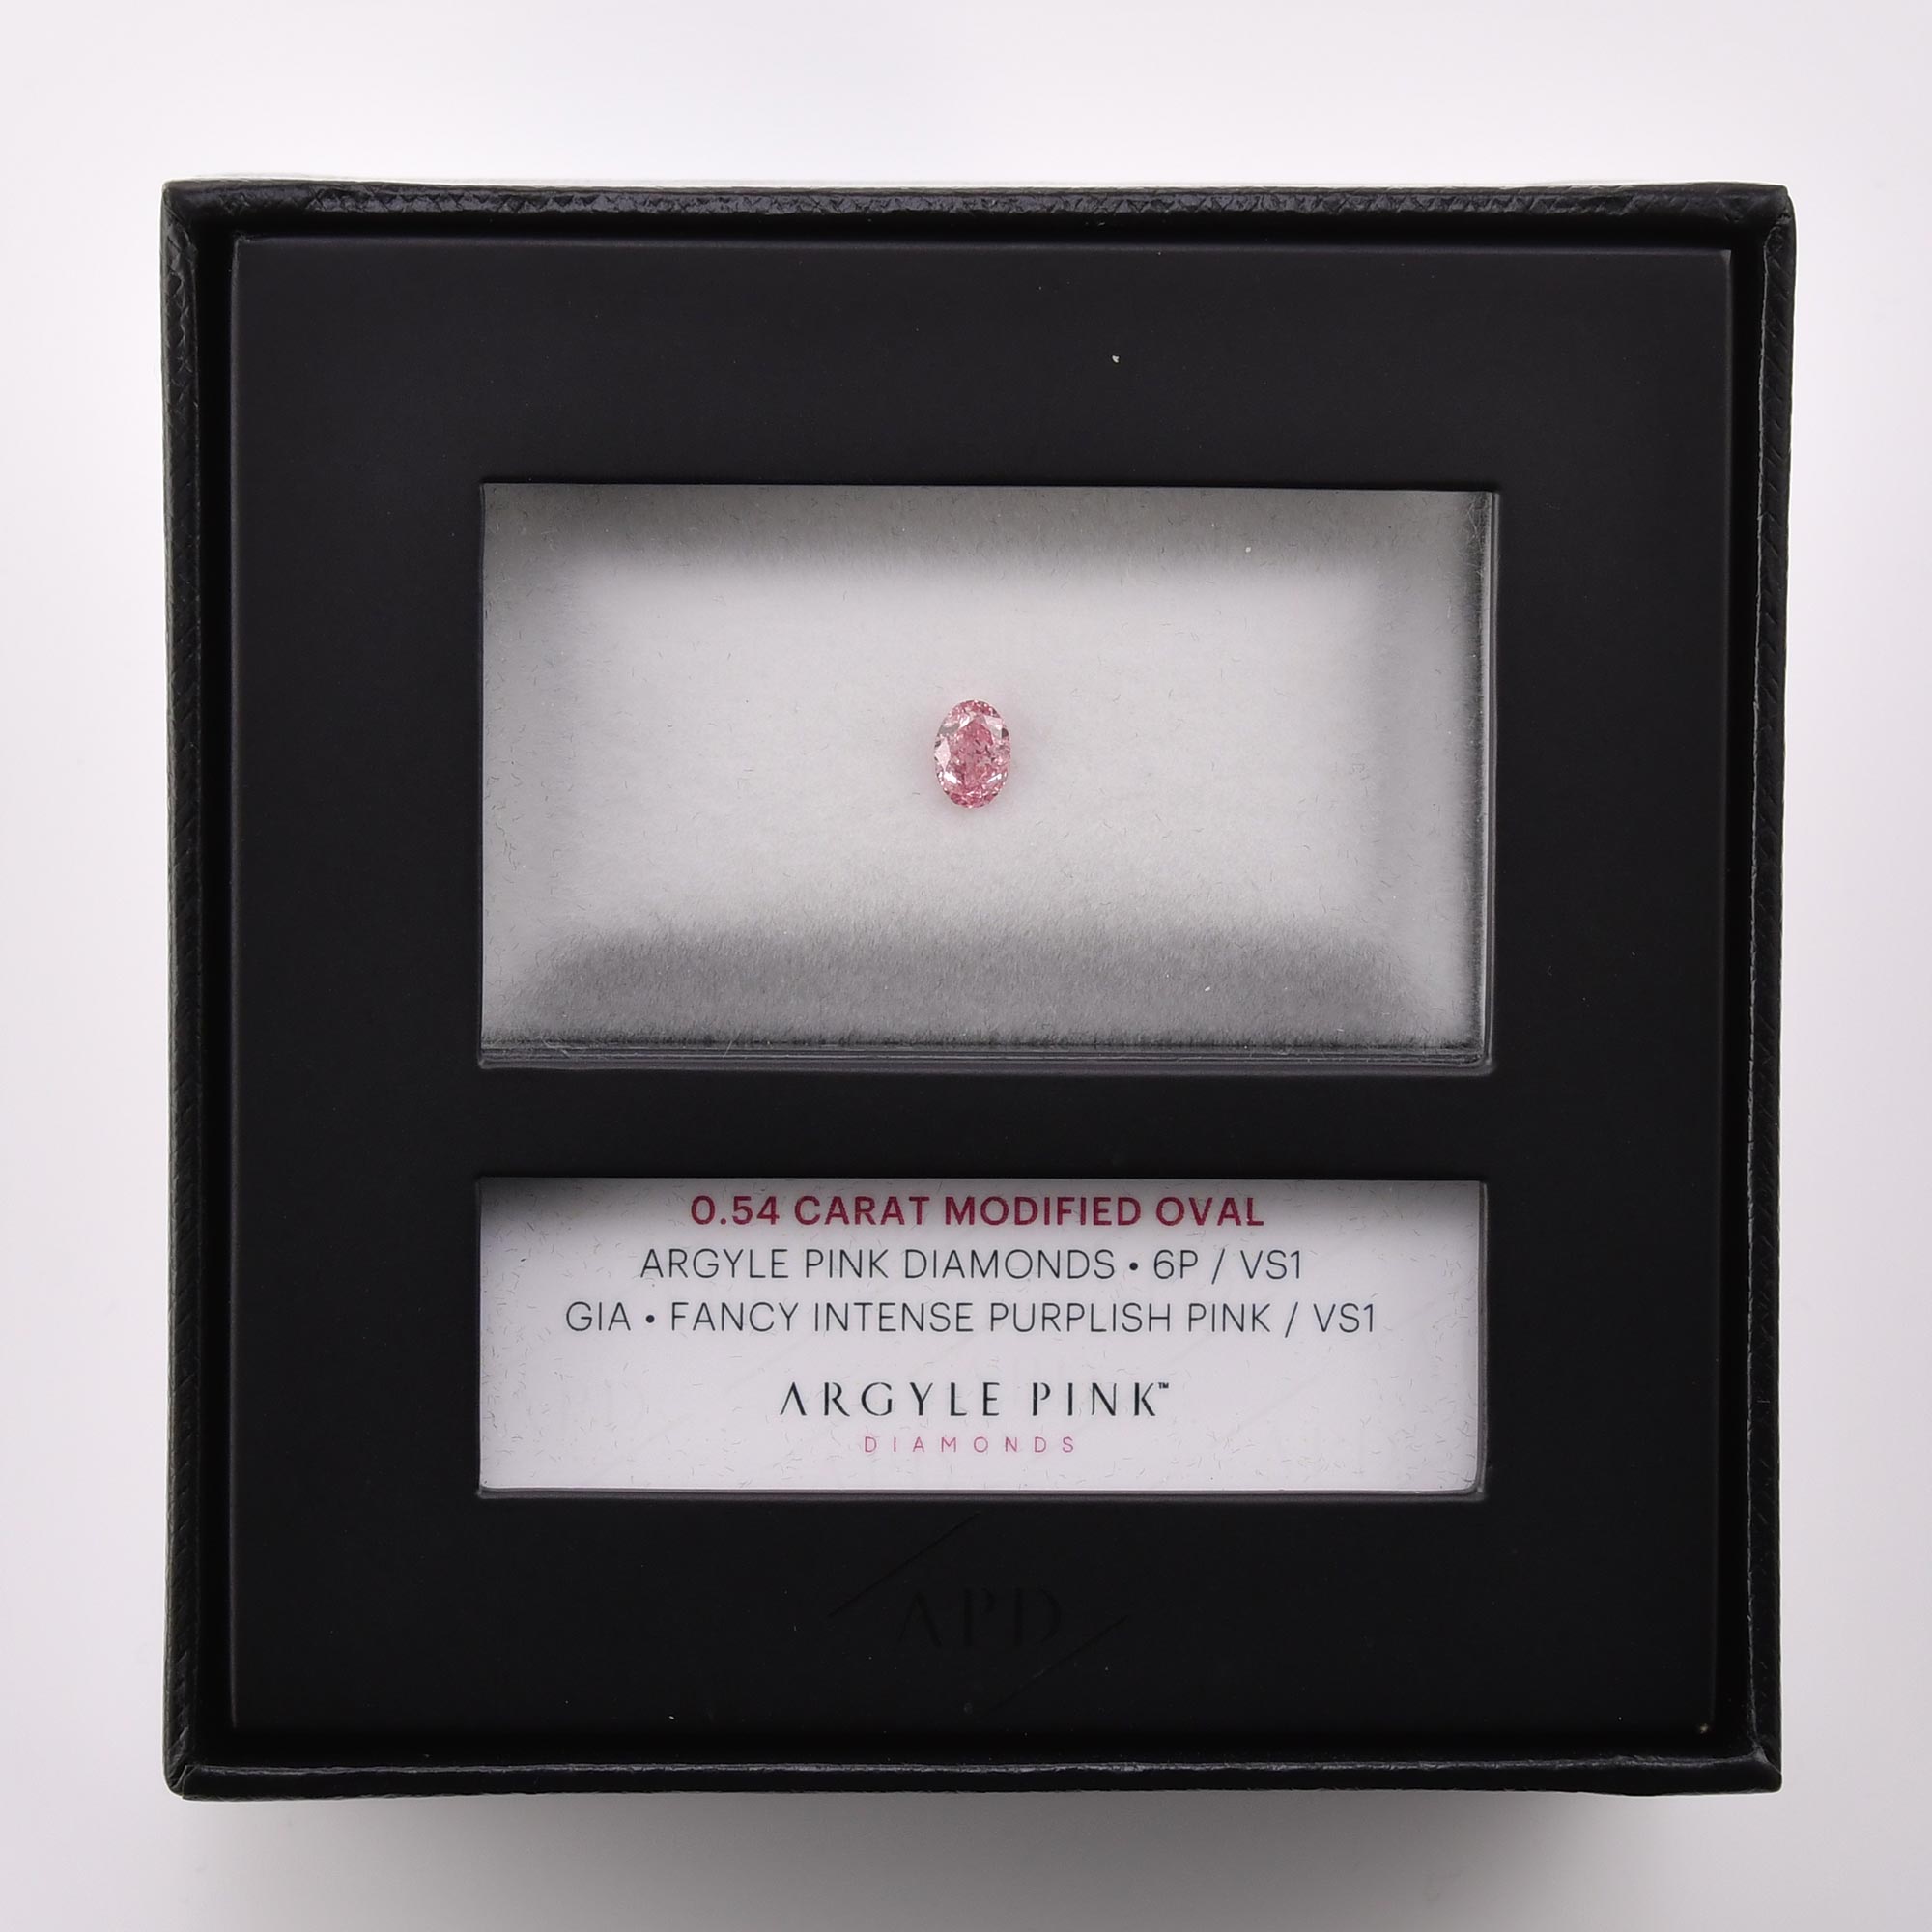 0.54 CARAT MODIFIED OVAL
ARGYLE PINK DIAMONDS • 6P / VS1
GIA • FANCY INTENSE PURPLISH PINK / VS1
ARGYLE PINK™
DIAMONDS
APD